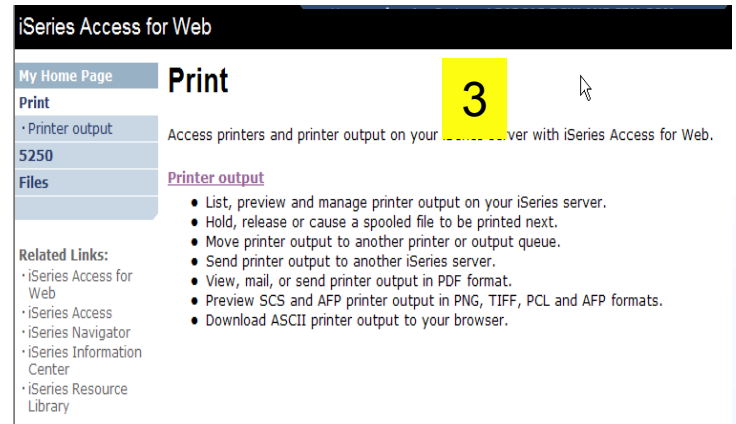 iSeries Access for Web
My Home Page
Print
· Printer output
5250
Files
Related Links:
· iSeries Access for
Web
· iSeries Access
· iSeries Navigator
· iSeries Information
Center
· iSeries Resource
Library
Print
3
Access printers and printer output on your server with iSeries Access for Web.
Printer output
● List, preview and manage printer output on your iSeries server.
● Hold, release or cause a spooled file to be printed next.
● Move printer output to another printer or output queue.
● Send printer output to another iSeries server.
● View, mail, or send printer output in PDF format.
● Preview SCS and AFP printer output in PNG, TIFF, PCL and AFP formats.
● Download ASCII printer output to your browser.